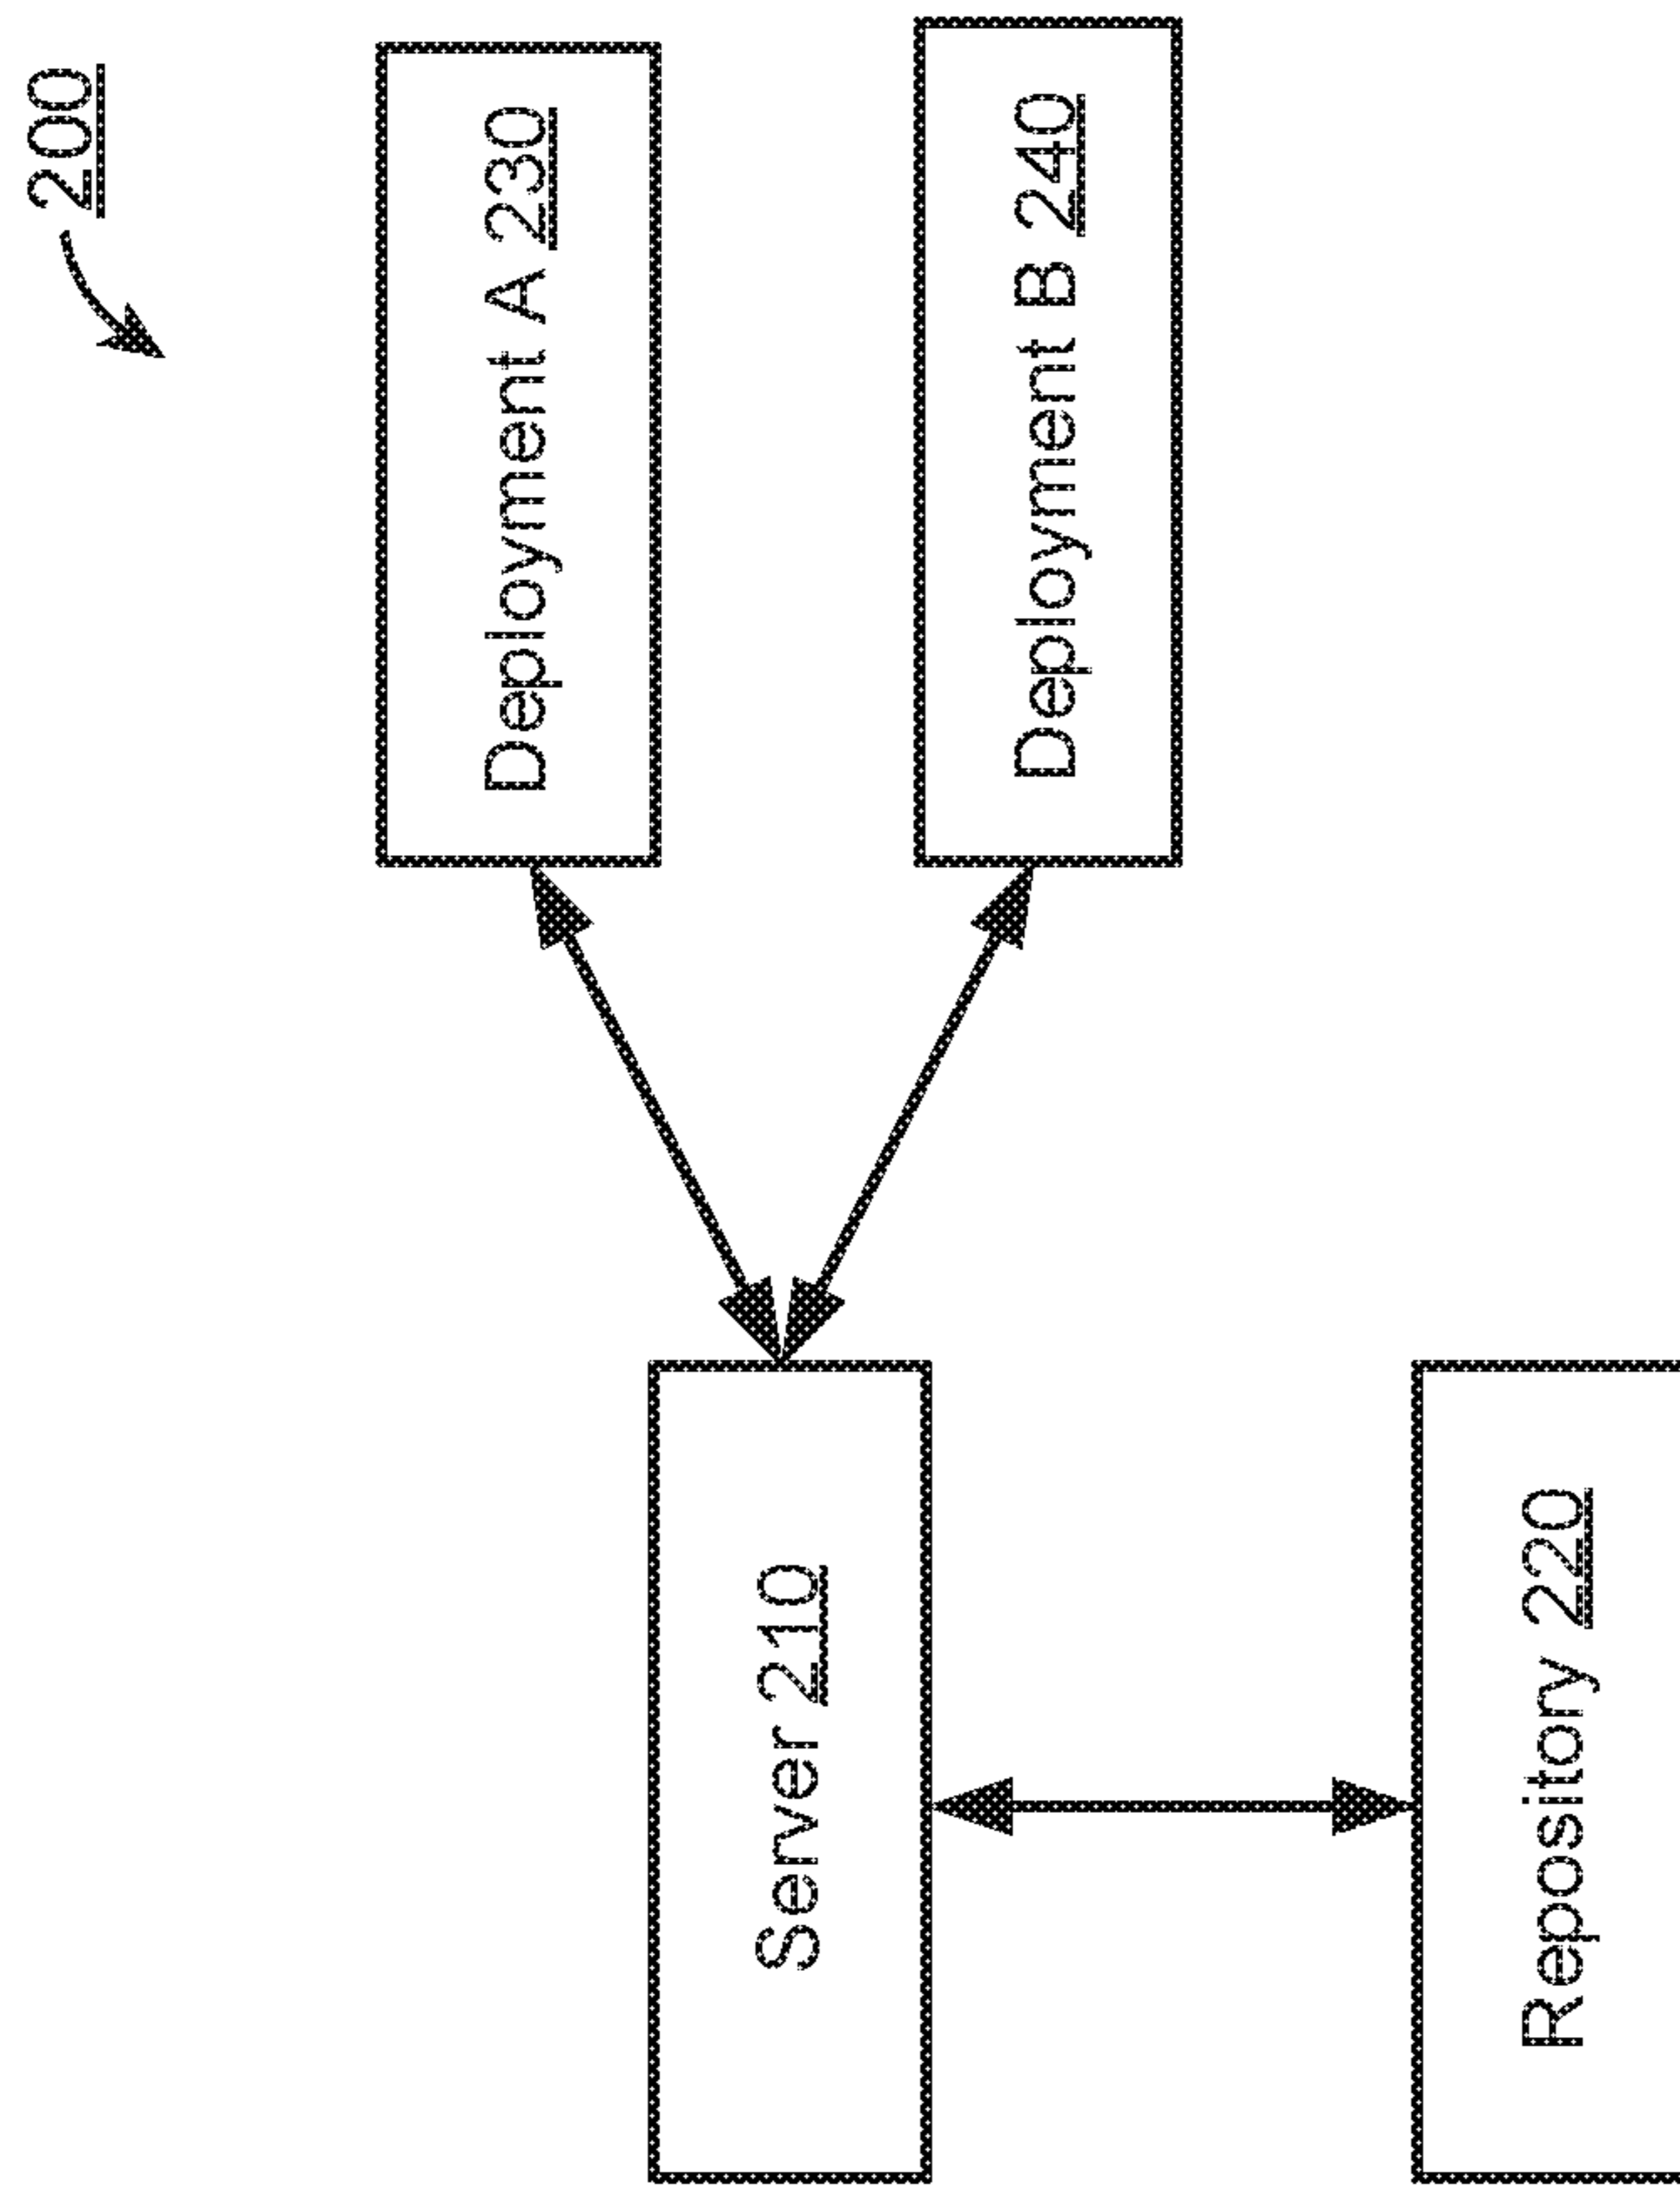 200
Deployment A 230
Server 210
Deployment B 240
Repository 220